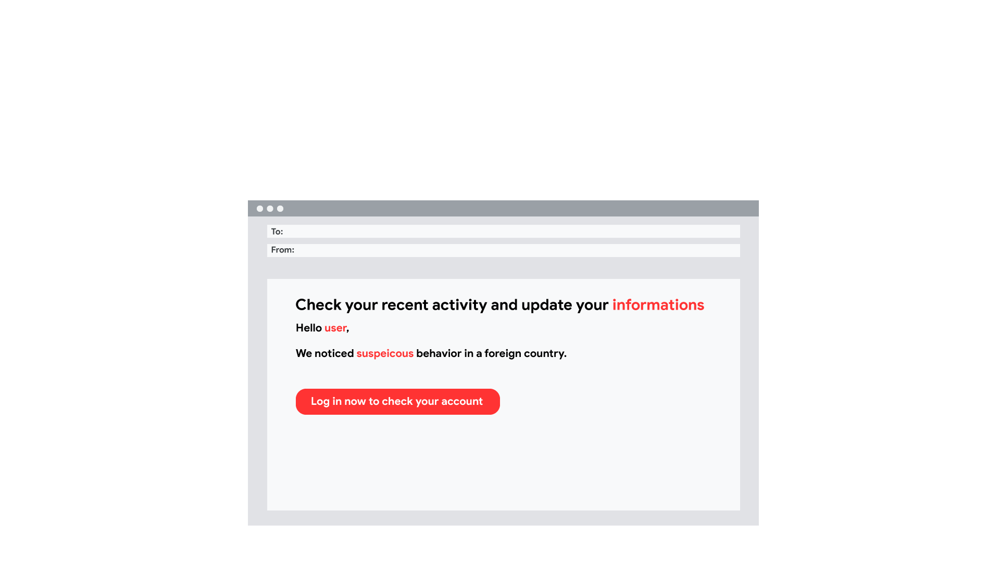 To:
From:
Check your recent activity and update your informations
Hello user,
We noticed suspeicous behavior in a foreign country.
Log in now to check your account